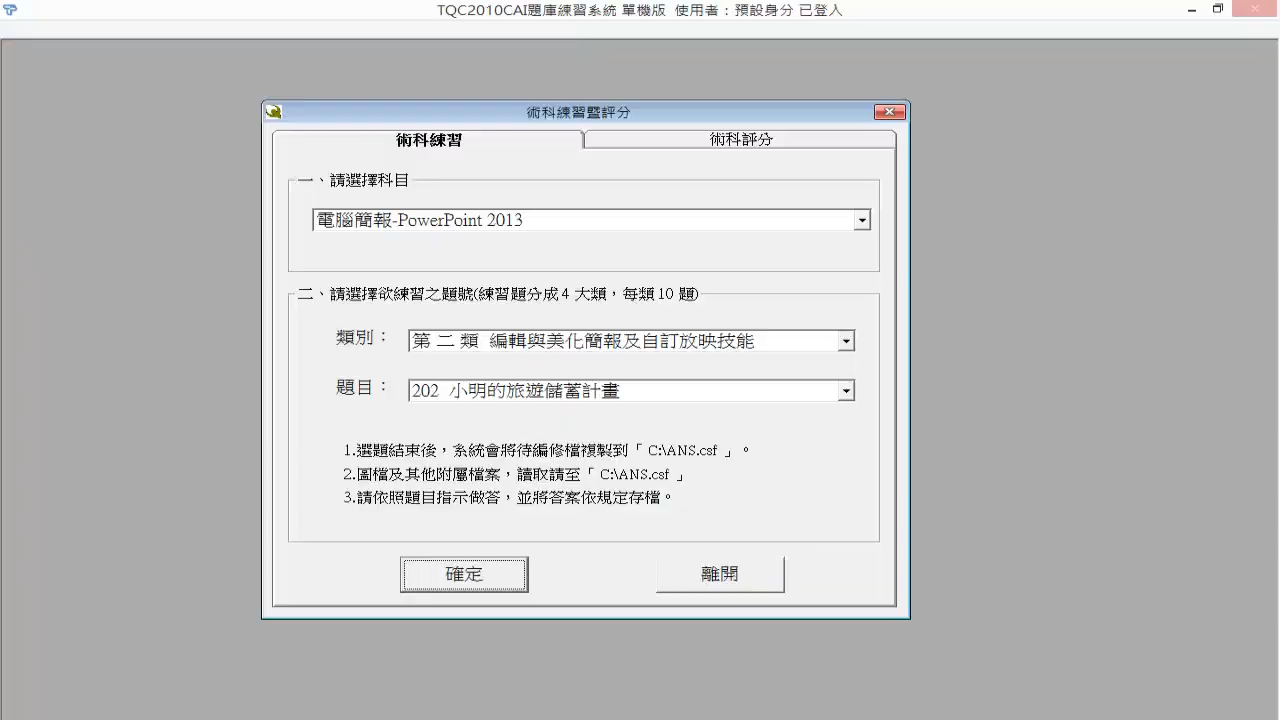 TQC2010CAI題庫練習系統 單機版 使用者：預設身分 已登入
術科練習暨評分
術科練習 術科評分
一、請選擇科目
電腦簡報-PowerPoint 2013
二、請選擇欲練習之題號(練習題分成 4 大類，每類 10 題)
類別： 第 二 類 編輯與美化簡報及自訂放映技能
題目： 202 小明的旅遊儲蓄計畫
1.選題結束後，系統會將待編修檔複製到「 C:\ANS.csf 」。
2.圖檔及其他附屬檔案，讀取請至「 C:\ANS.csf 」
3.請依照題目指示做答，並將答案依規定存檔。
確定 離開